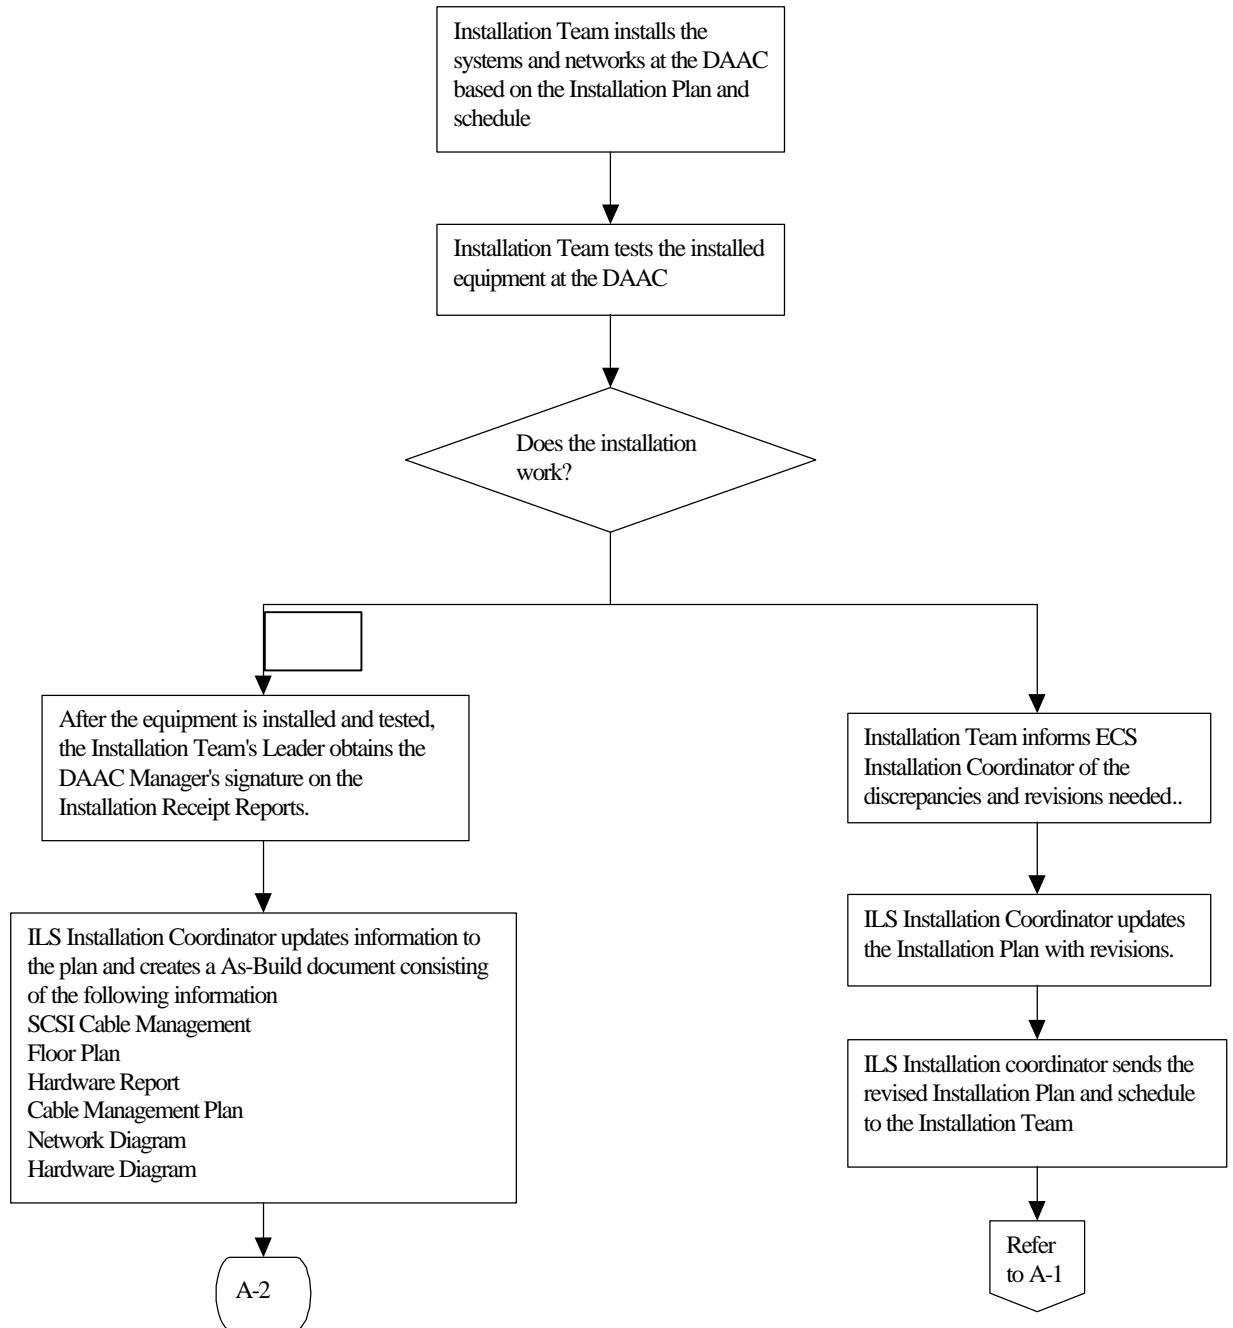 Installation Team installs the
systems and networks at the DAAC
based on the Installation Plan and
schedule
Installation Team tests the installed
equipment at the DAAC
Does the installation
work?
After the equipment is installed and tested,
the Installation Team's Leader obtains the
DAAC Manager's signature on the
Installation Receipt Reports.
ILS Installation Coordinator updates information to
the plan and creates a As-Build document consisting
of the following information
SCSI Cable Management
Floor Plan
Hardware Report
Cable Management Plan
Network Diagram
Hardware Diagram
A-2
Installation Team informs ECS
Installation Coordinator of the
discrepancies and revisions needed..
ILS Installation Coordinator updates
the Installation Plan with revisions.
ILS Installation coordinator sends the
revised Installation Plan and schedule
to the Installation Team
Refer
to A-1